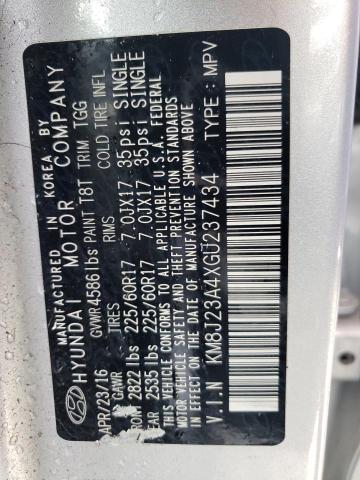 MANUFACTURED IN KOREA BY
HYUNDAI MOTOR COMPANY
APR/23/16 GVWR4586lbs PAINT T8T TRIM TGG
GAWR TIRES RIMS COLD TIRE INFL
2822 lbs 225/60R17 7.0JX17 35psi SINGLE
2535 lbs 225/60R17 7.0JX17 35psi SINGLE
THIS VEHICLE CONFORMS TO ALL APPLICABLE U.S.A. FEDERAL
MOTOR VEHICLE SAFETY, BUMPER, AND THEFT PREVENTION STANDARDS
IN EFFECT ON THE DATE OF MANUFACTURE SHOWN ABOVE.
V.I.N KM8J23A4XGU237434 TYPE: MPV